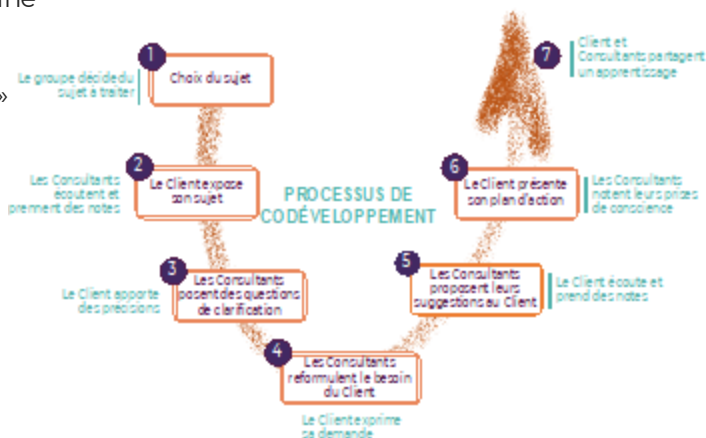 »
1
Choix du sujet
Le groupe décide du
sujet à traiter
2
Le Client expose
son sujet
Les Consultants
écoutent et
prennent des notes
3
Les Consultants
posent des questions
de clarification
Le Client apporte
des précisions
4
Les Consultants
reformulent le besoin
du Client
Le Client exprime
sa demande
5
Les Consultants
proposent leurs
suggestions au Client
Le Client écoute et
prend des notes
6
Le Client présente
son plan d'action
Les Consultants
notent leurs prises
de conscience
7
Client et
Consultants partagent
un apprentissage
PROCESSUS DE
CODÉVELOPPEMENT